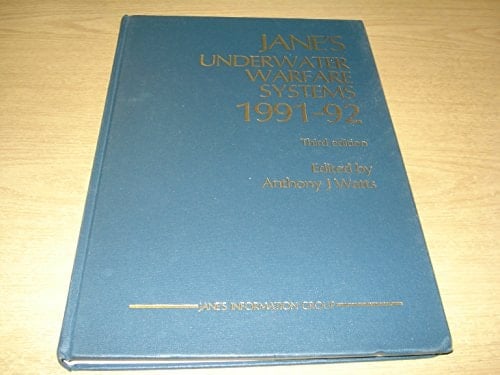 JANE'S
UNDERWATER
WARFARE
SYSTEMS
1991-92
Third edition
Edited by
Anthony J Watts
JANE'S INFORMATION GROUP